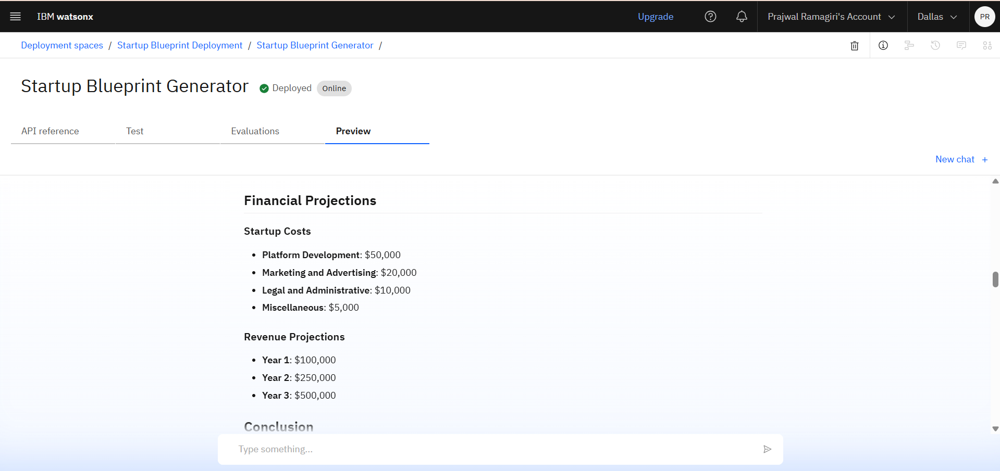 IBM watsonx
Upgrade
Prajwal Ramagiri's Account
Dallas
PR
Deployment spaces / Startup Blueprint Deployment / Startup Blueprint Generator /
Startup Blueprint Generator
Deployed
Online
API reference
Test
Evaluations
Preview
New chat +
Financial Projections
Startup Costs
• Platform Development: $50,000
• Marketing and Advertising: $20,000
• Legal and Administrative: $10,000
• Miscellaneous: $5,000
Revenue Projections
• Year 1: $100,000
• Year 2: $250,000
• Year 3: $500,000
Conclusion
Type something...